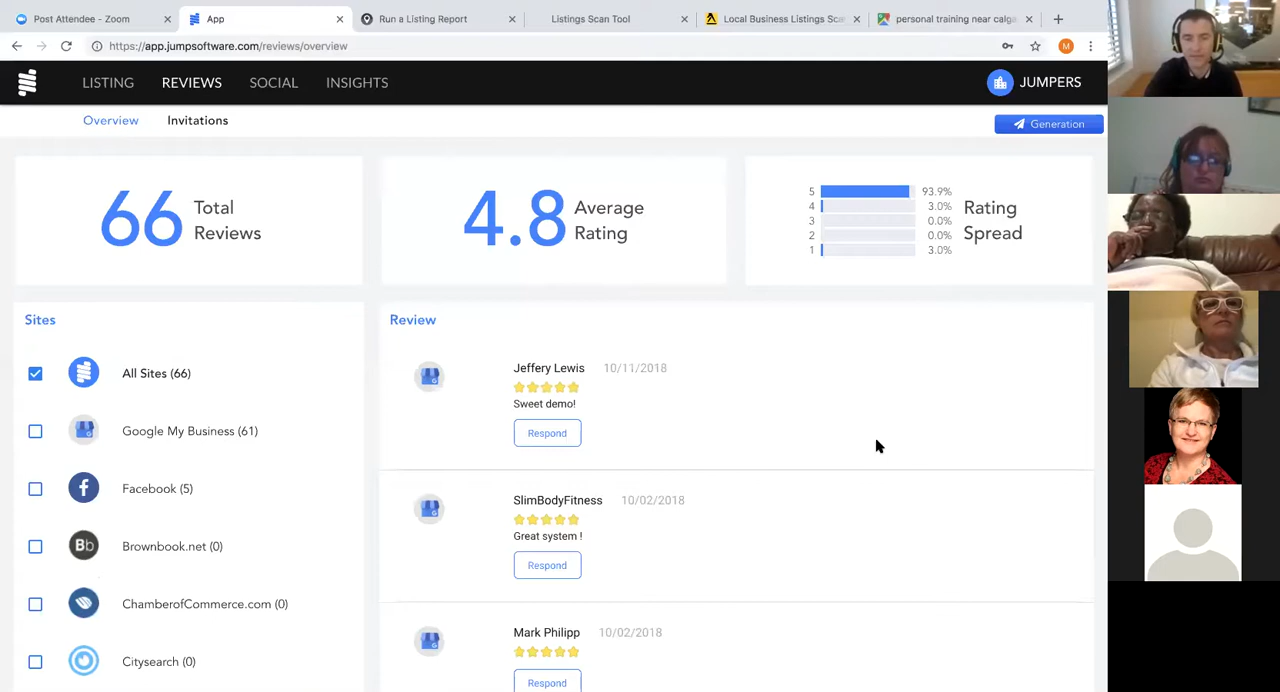 Post Attendee - Zoom
App
Run a Listing Report
Listings Scan Tool
Local Business Listings Sca
personal training near calga
https://app.jumpsoftware.com/reviews/overview
M
LISTING
REVIEWS
SOCIAL
INSIGHTS
JUMPERS
Overview
Invitations
Generation
66 Total Reviews
4.8 Average Rating
5 93.9%
4 3.0%
3 0.0%
2 0.0%
1 3.0%
Rating Spread
Sites
All Sites (66)
Google My Business (61)
f
Facebook (5)
Bb
Brownbook.net (0)
ChamberofCommerce.com (0)
Citysearch (0)
Review
Jeffery Lewis 10/11/2018
Sweet demo!
Respond
SlimBodyFitness 10/02/2018
Great system !
Respond
Mark Philipp 10/02/2018
Respond